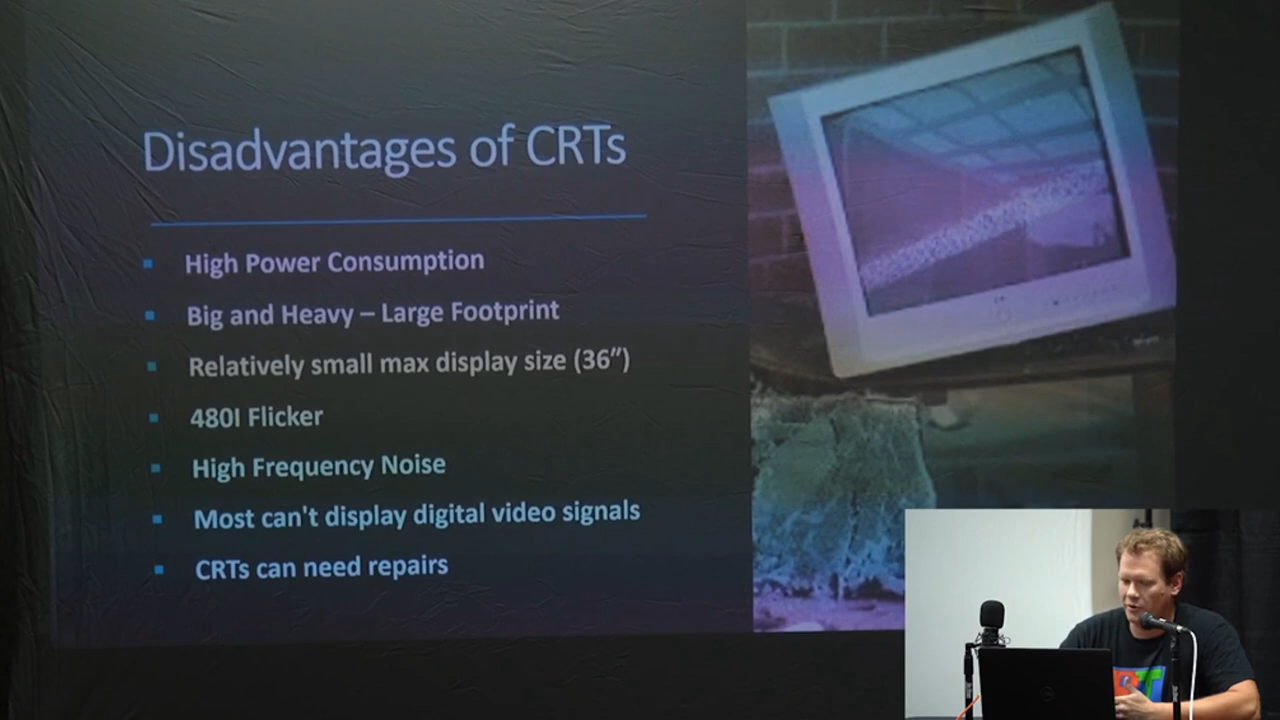 Disadvantages of CRTs
High Power Consumption
Big and Heavy – Large Footprint
Relatively small max display size (36”)
480I Flicker
High Frequency Noise
Most can't display digital video signals
CRTs can need repairs